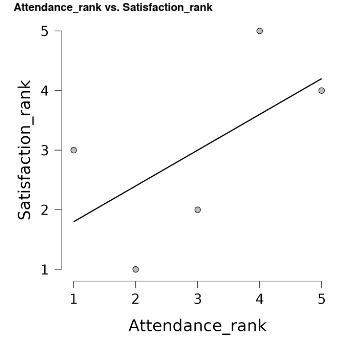 Attendance_rank vs. Satisfaction_rank
5
4
3
2
1
Satisfaction_rank
1 2 3 4 5
Attendance_rank